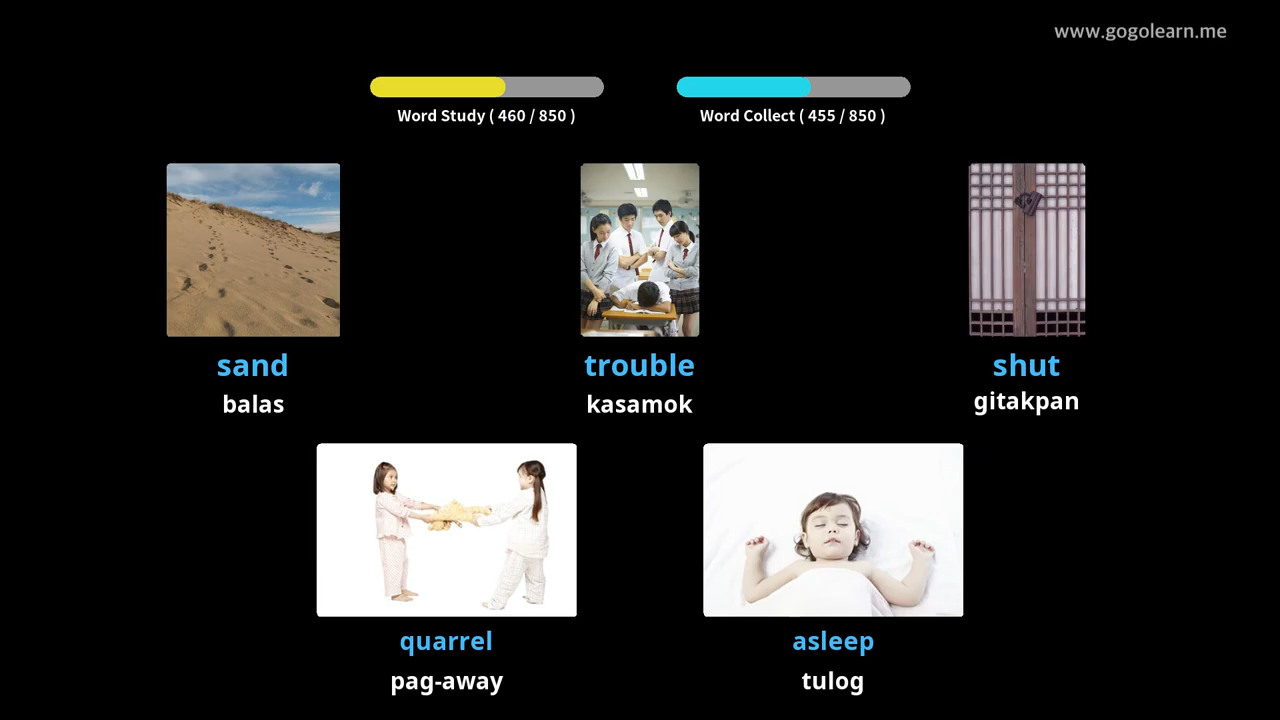 www.gogolearn.me
Word Study ( 460 / 850 )
Word Collect ( 455 / 850 )
sand
balas
trouble
kasamok
shut
gitakpan
quarrel
pag-away
asleep
tulog